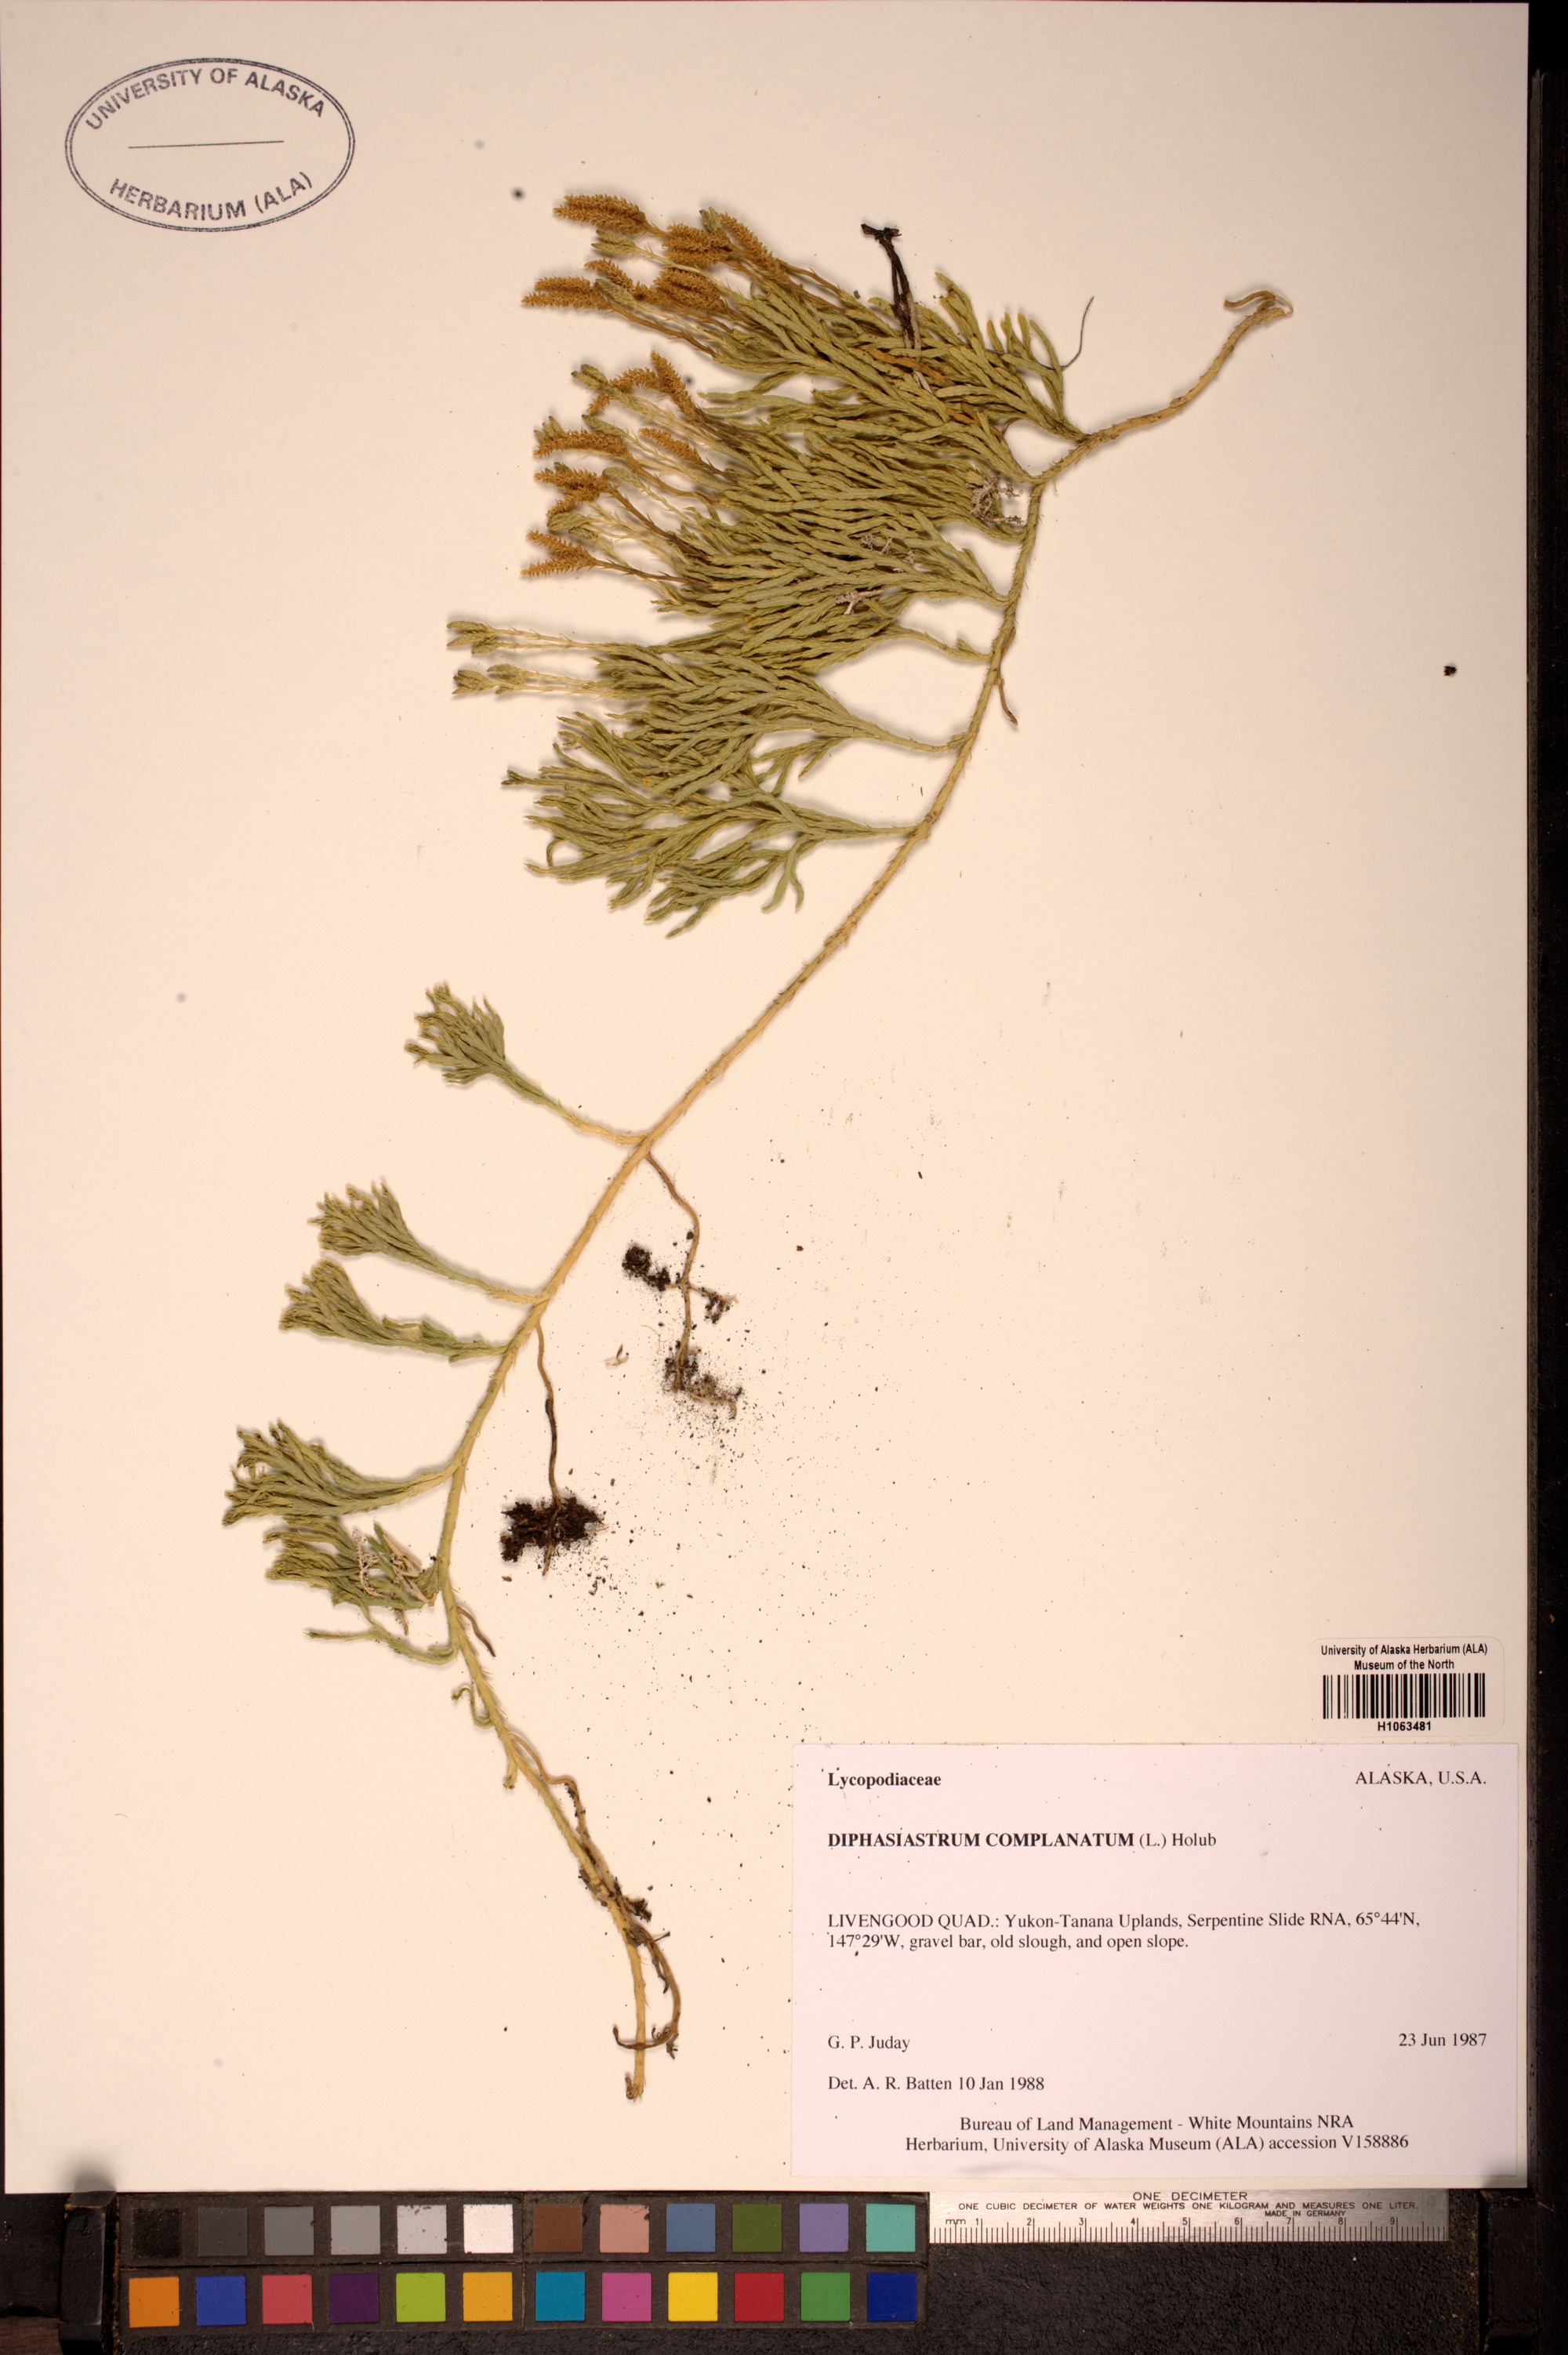 UNIVERSITY OF ALASKA
HERBARIUM (ALA)
University of Alaska Herbarium (ALA)
Museum of the North
H1063481
Lycopodiaceae
ALASKA, U.S.A.
DIPHASIASTRUM COMPLANATUM (L.) Holub
LIVENGOOD QUAD.: Yukon-Tanana Uplands, Serpentine Slide RNA, 65°44'N,
147°29'W, gravel bar, old slough, and open slope.
G. P. Juday
23 Jun 1987
Det. A. R. Batten 10 Jan 1988
Bureau of Land Management - White Mountains NRA
Herbarium, University of Alaska Museum (ALA) accession V158886
ONE DECIMETER
ONE CUBIC DECIMETER OF WATER WEIGHTS ONE KILOGRAM AND MEASURES ONE LITER.
MADE IN GERMANY
mm 1 2 3 4 5 6 7 8 9